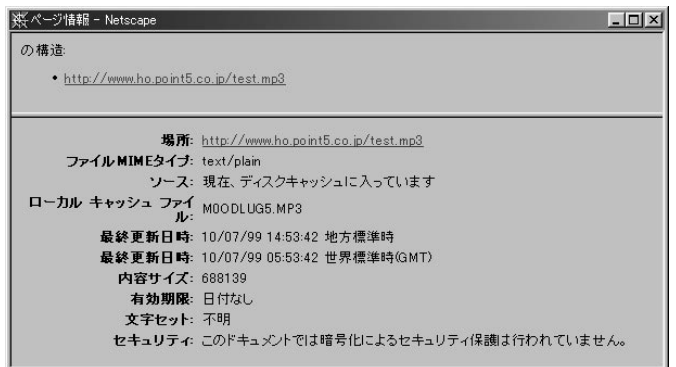 ページ情報 - Netscape
の構造:
• http://www.ho.point5.co.jp/test.mp3
場所: http://www.ho.point5.co.jp/test.mp3
ファイルMIMEタイプ: text/plain
ソース: 現在、ディスクキャッシュに入っています
ローカル キャッシュ ファイ
ル: M0ODLUG5.MP3
最終更新日時: 10/07/99 14:53:42 地方標準時
最終更新日時: 10/07/99 05:53:42 世界標準時(GMT)
内容サイズ: 688139
有効期限: 日付なし
文字セット: 不明
セキュリティ: このドキュメントでは暗号化によるセキュリティ保護は行われていません。